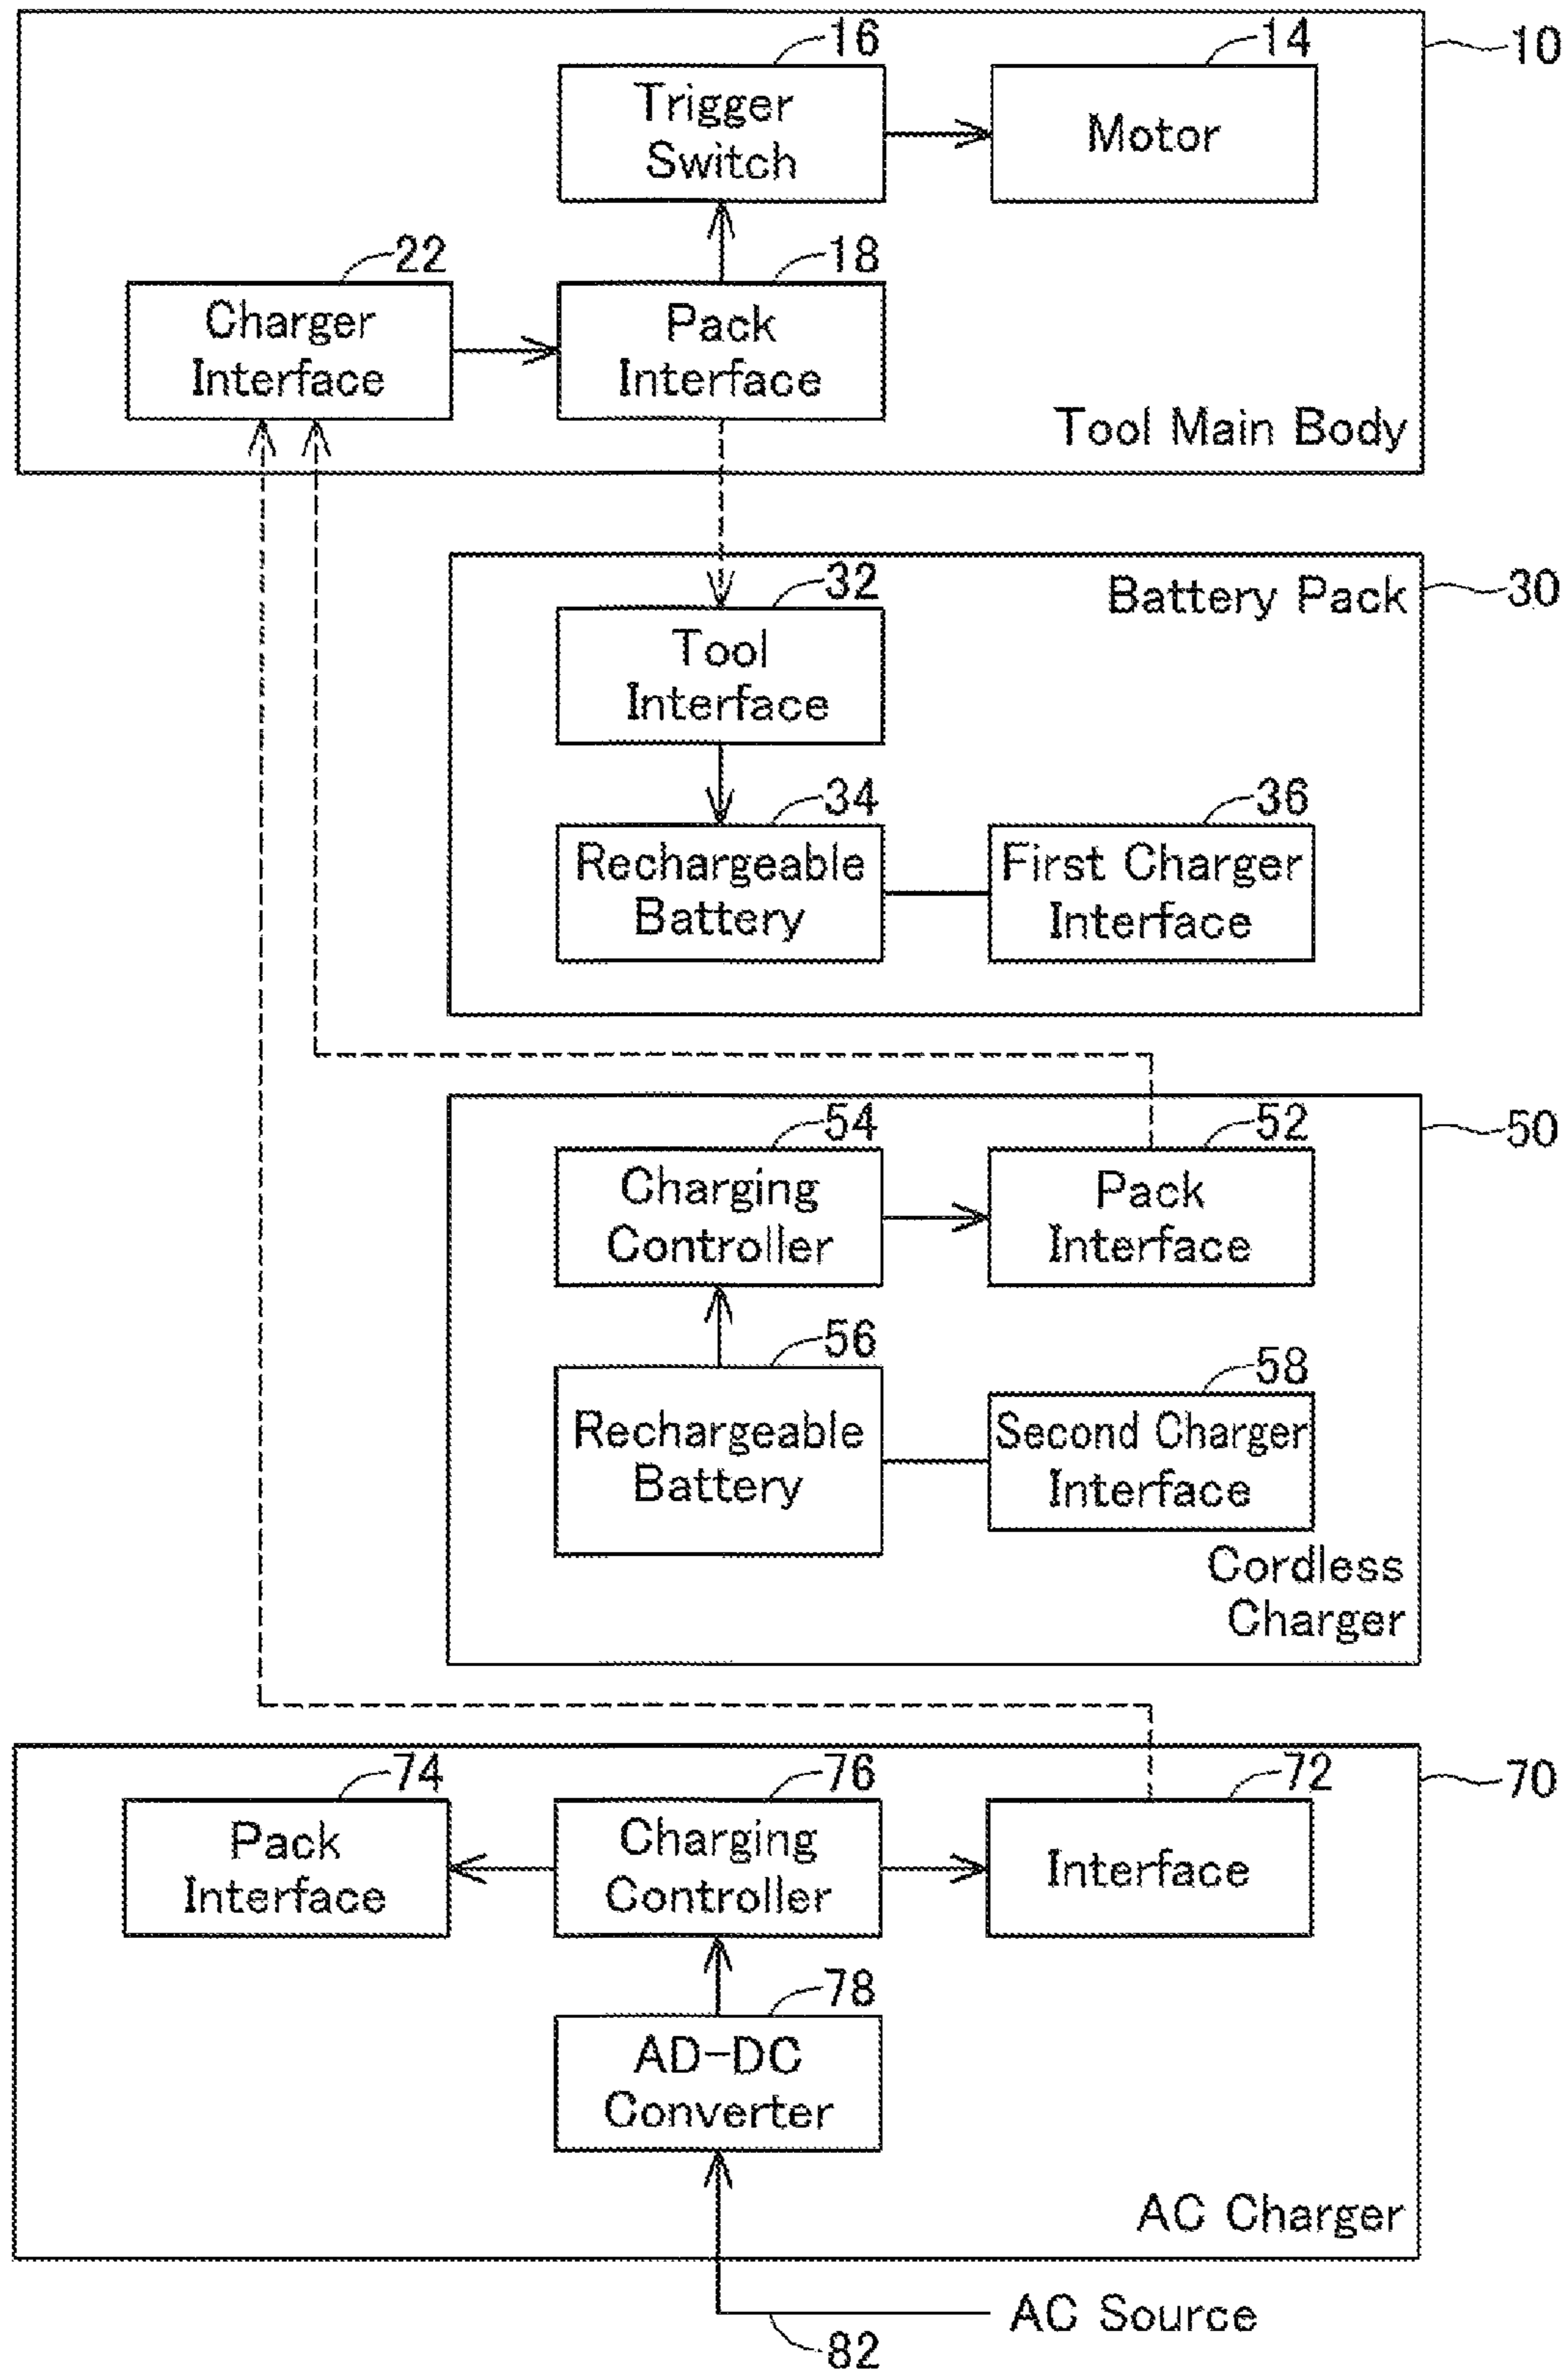 10
16
14
Trigger
Switch
Motor
22
18
Charger
Interface
Pack
Interface
Tool Main Body
30
Battery Pack
32
Tool
Interface
34
36
Rechargeable
Battery
First Charger
Interface
50
54
52
Charging
Controller
Pack
Interface
56
58
Rechargeable
Battery
Second Charger
Interface
Cordless
Charger
70
74
76
72
Pack
Interface
Charging
Controller
Interface
78
AD-DC
Converter
AC Charger
AC Source
82